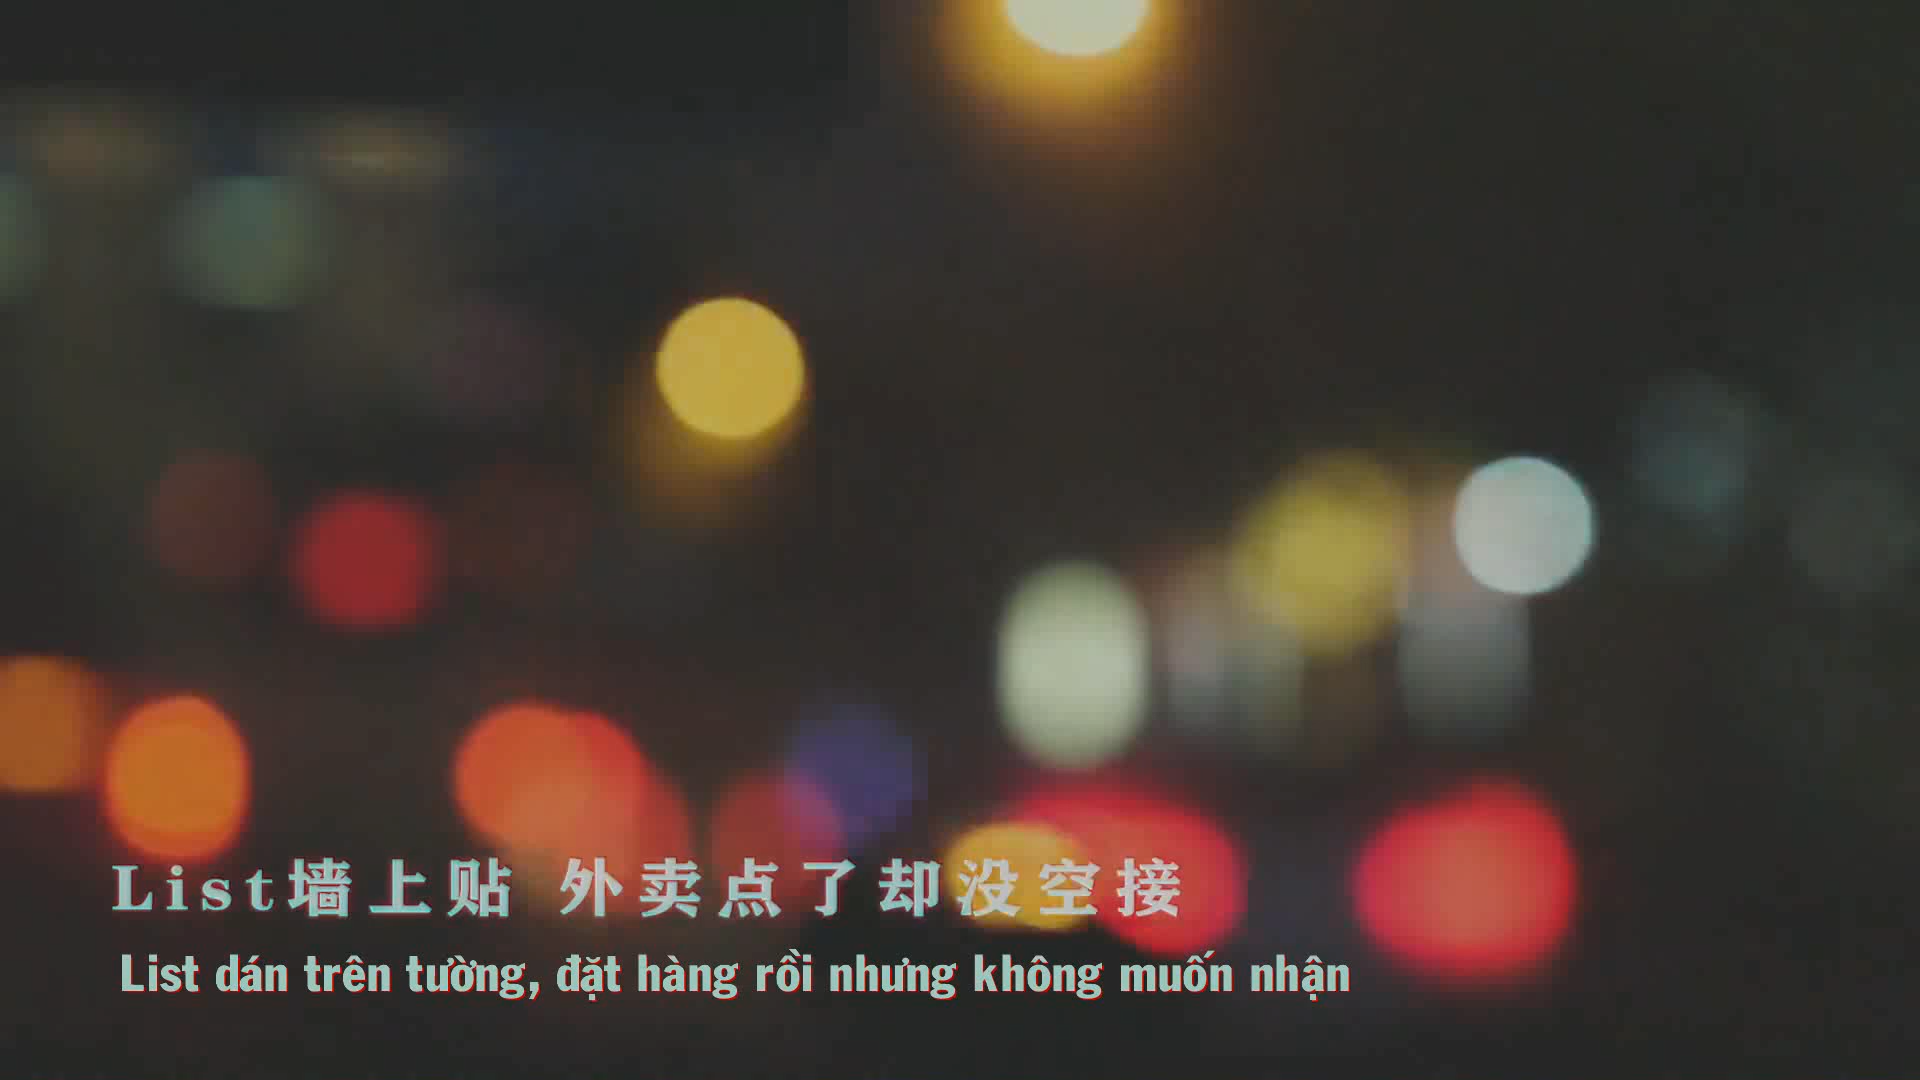 List墙上贴 外卖点了却没空接
List dán trên tường, đặt hàng rồi nhưng không muốn nhận